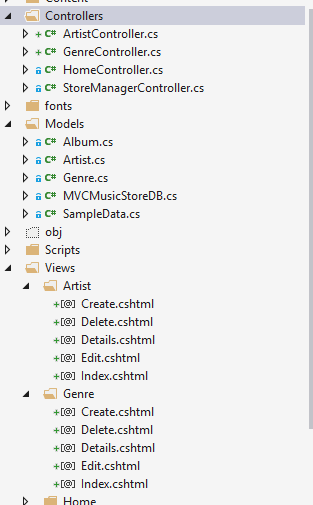 Content
Controllers
+ C# ArtistController.cs
+ C# GenreController.cs
C# HomeController.cs
C# StoreManagerController.cs
fonts
Models
C# Album.cs
C# Artist.cs
C# Genre.cs
C# MVCMusicStoreDB.cs
C# SampleData.cs
obj
Scripts
Views
Artist
+[@] Create.cshtml
+[@] Delete.cshtml
+[@] Details.cshtml
+[@] Edit.cshtml
+[@] Index.cshtml
Genre
+[@] Create.cshtml
+[@] Delete.cshtml
+[@] Details.cshtml
+[@] Edit.cshtml
+[@] Index.cshtml
Home